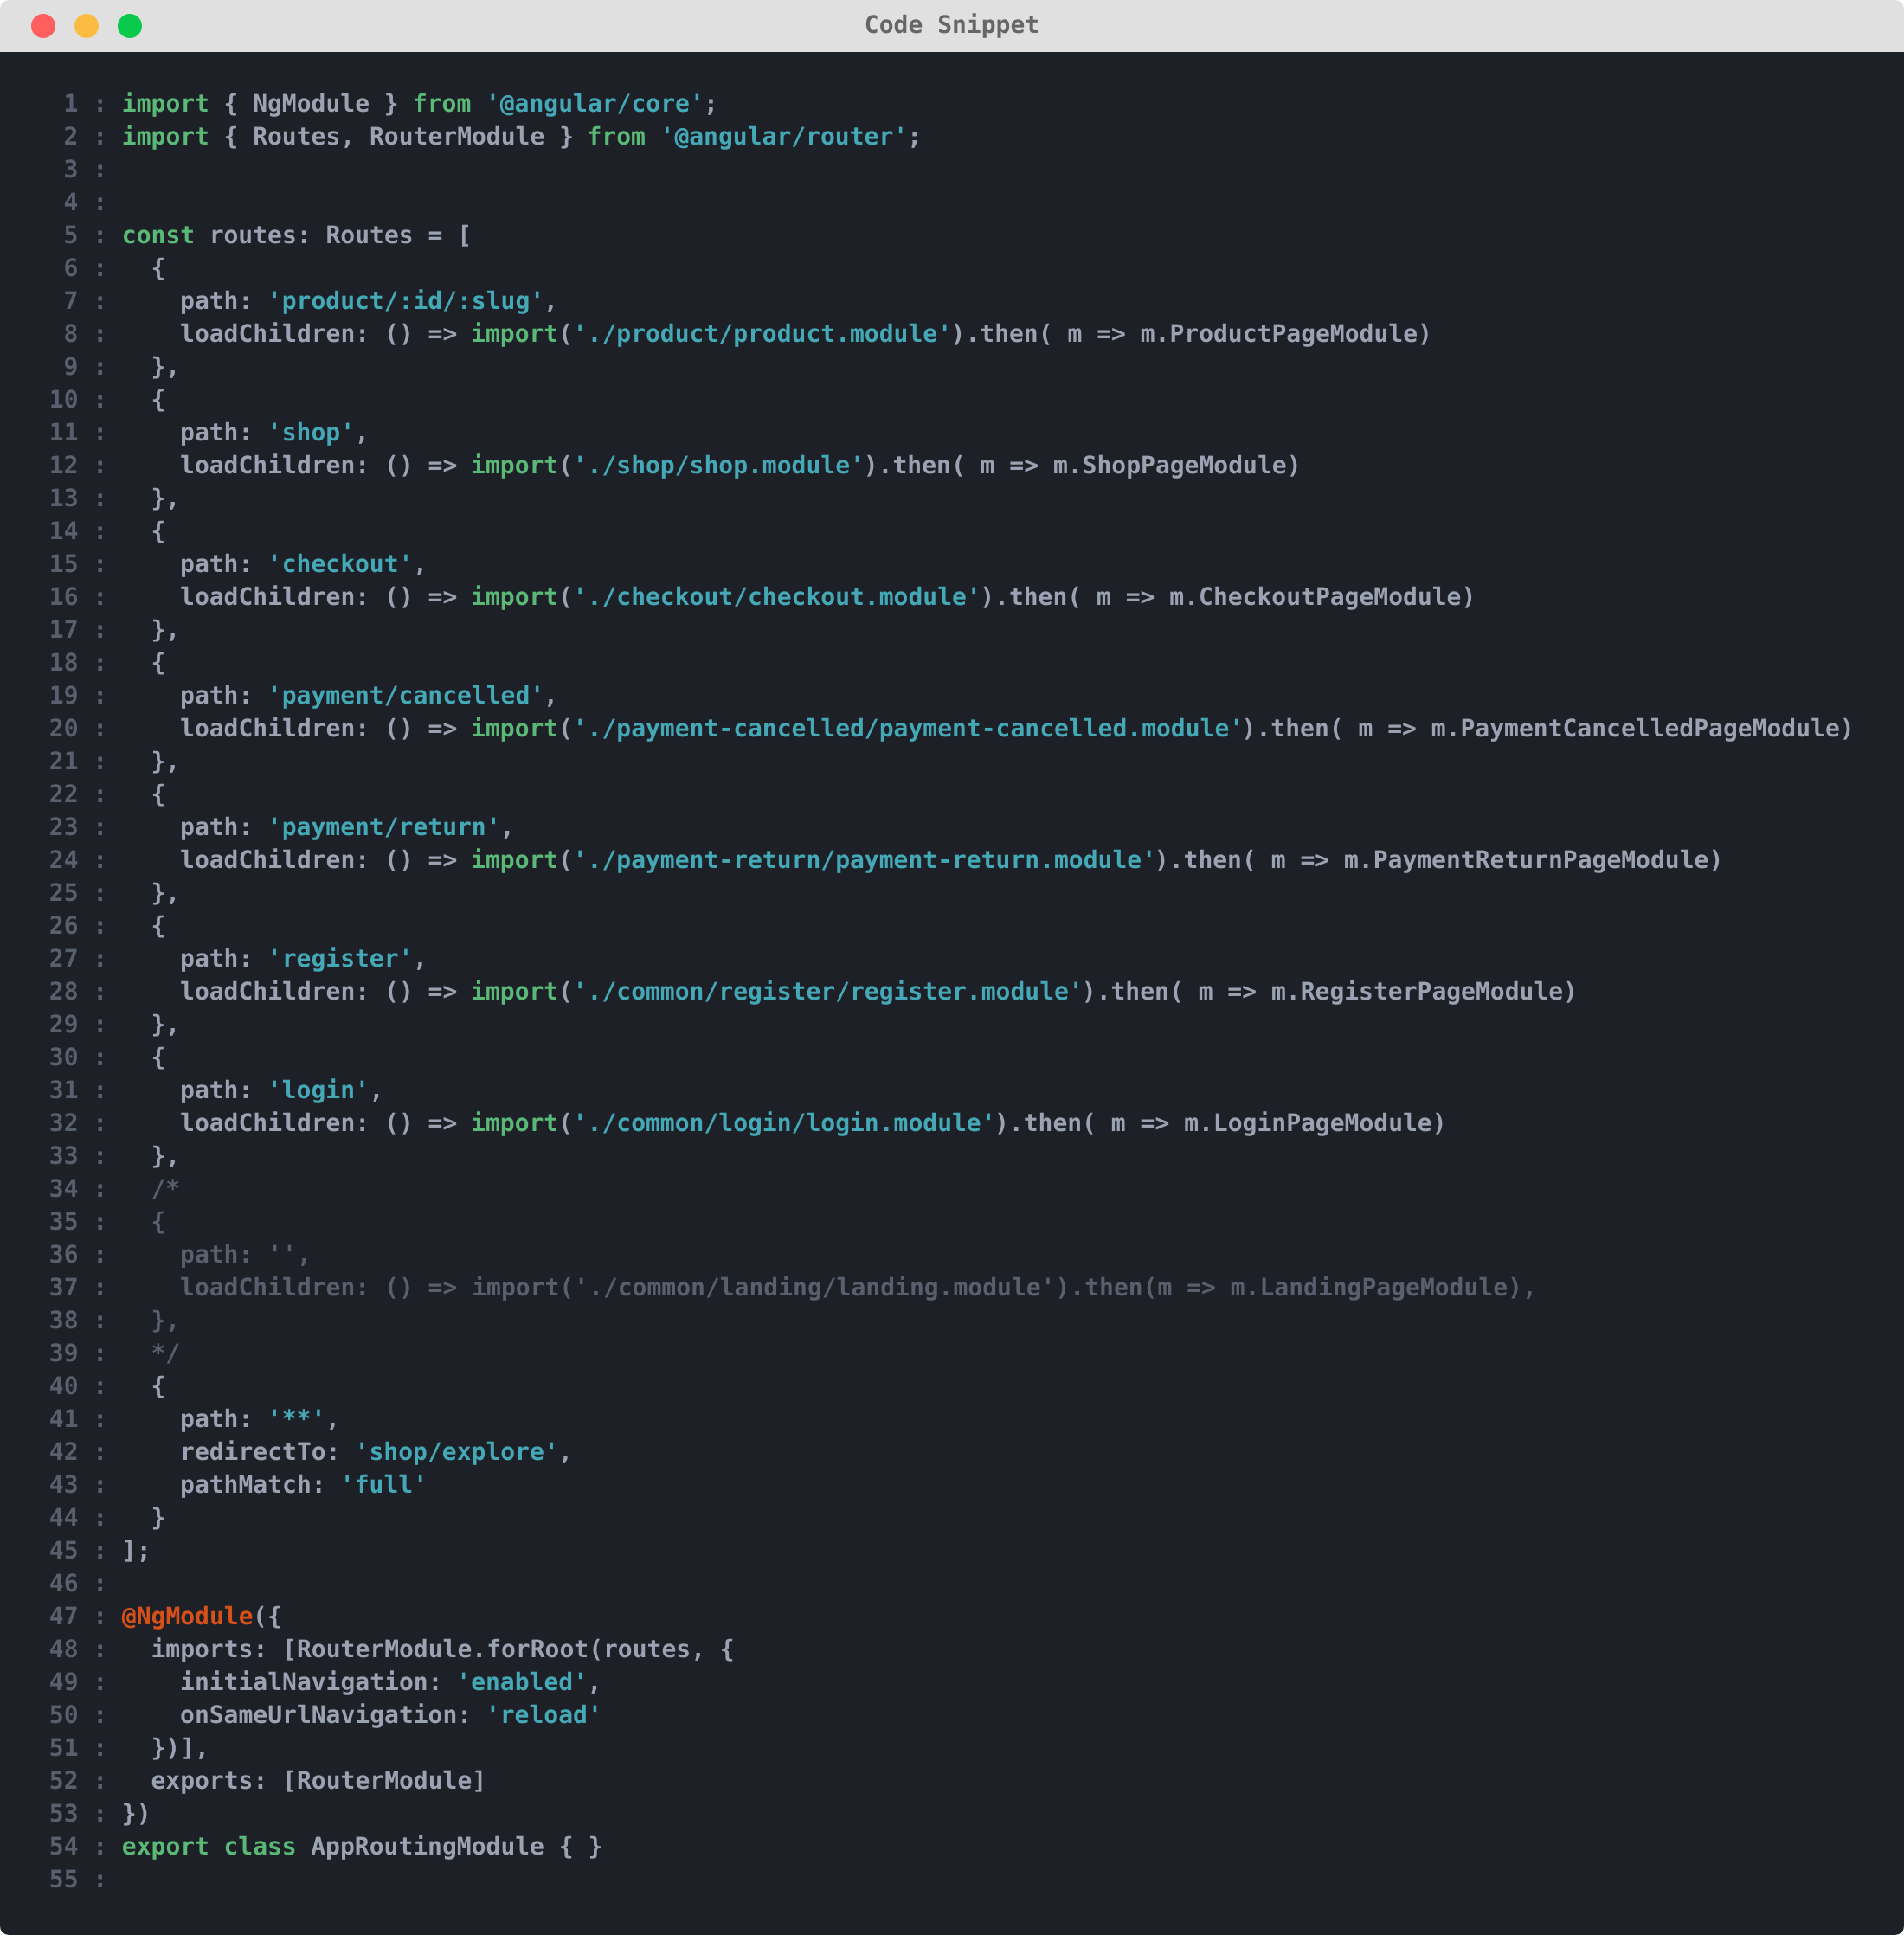 Code Snippet
1 : import { NgModule } from '@angular/core';
2 : import { Routes, RouterModule } from '@angular/router';
3 :
4 :
5 : const routes: Routes = [
6 :   {
7 :     path: 'product/:id/:slug',
8 :     loadChildren: () => import('./product/product.module').then( m => m.ProductPageModule)
9 :   },
10 :   {
11 :     path: 'shop',
12 :     loadChildren: () => import('./shop/shop.module').then( m => m.ShopPageModule)
13 :   },
14 :   {
15 :     path: 'checkout',
16 :     loadChildren: () => import('./checkout/checkout.module').then( m => m.CheckoutPageModule)
17 :   },
18 :   {
19 :     path: 'payment/cancelled',
20 :     loadChildren: () => import('./payment-cancelled/payment-cancelled.module').then( m => m.PaymentCancelledPageModule)
21 :   },
22 :   {
23 :     path: 'payment/return',
24 :     loadChildren: () => import('./payment-return/payment-return.module').then( m => m.PaymentReturnPageModule)
25 :   },
26 :   {
27 :     path: 'register',
28 :     loadChildren: () => import('./common/register/register.module').then( m => m.RegisterPageModule)
29 :   },
30 :   {
31 :     path: 'login',
32 :     loadChildren: () => import('./common/login/login.module').then( m => m.LoginPageModule)
33 :   },
34 :   /*
35 :   {
36 :     path: '',
37 :     loadChildren: () => import('./common/landing/landing.module').then(m => m.LandingPageModule),
38 :   },
39 :   */
40 :   {
41 :     path: '**',
42 :     redirectTo: 'shop/explore',
43 :     pathMatch: 'full'
44 :   }
45 : ];
46 :
47 : @NgModule({
48 :   imports: [RouterModule.forRoot(routes, {
49 :     initialNavigation: 'enabled',
50 :     onSameUrlNavigation: 'reload'
51 :   })],
52 :   exports: [RouterModule]
53 : })
54 : export class AppRoutingModule { }
55 :